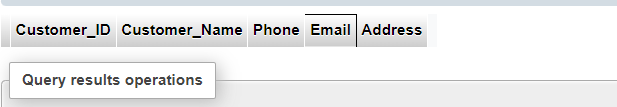 Customer_ID Customer_Name Phone Email Address
Query results operations